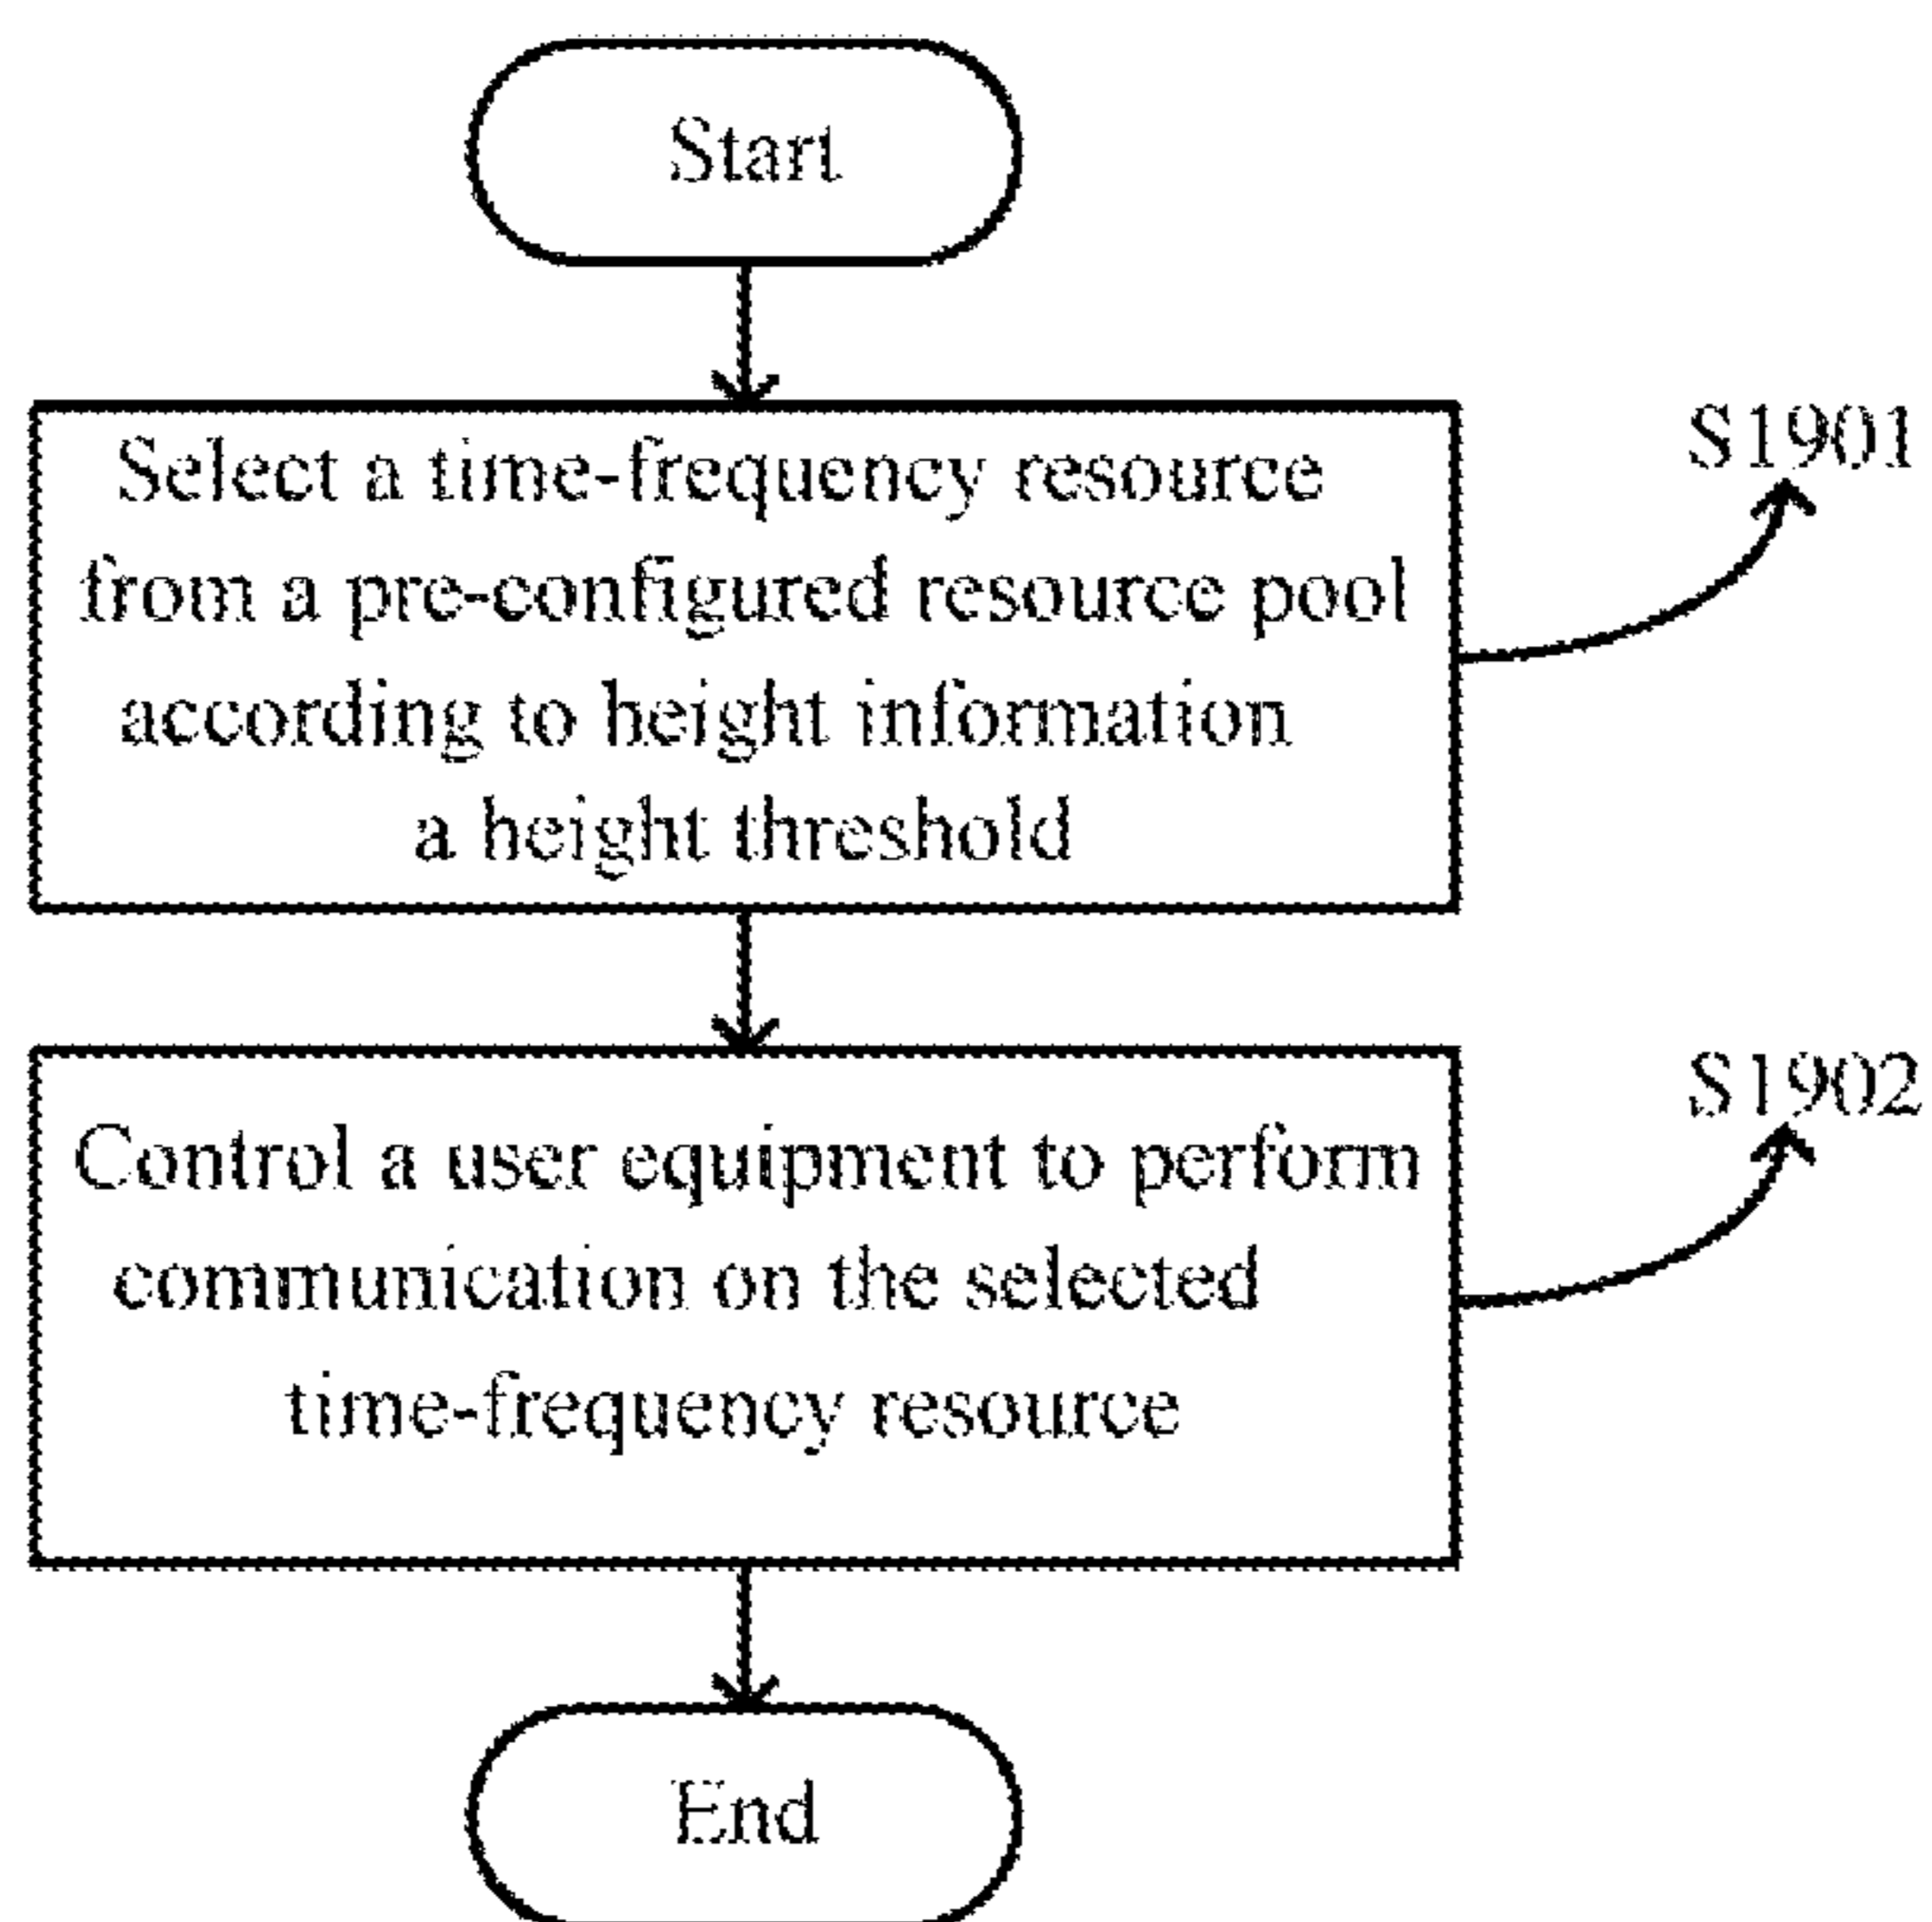 Start
Select a time-frequency resource
from a pre-configured resource pool
according to height information
a height threshold
S1901
Control a user equipment to perform
communication on the selected
time-frequency resource
S1902
End